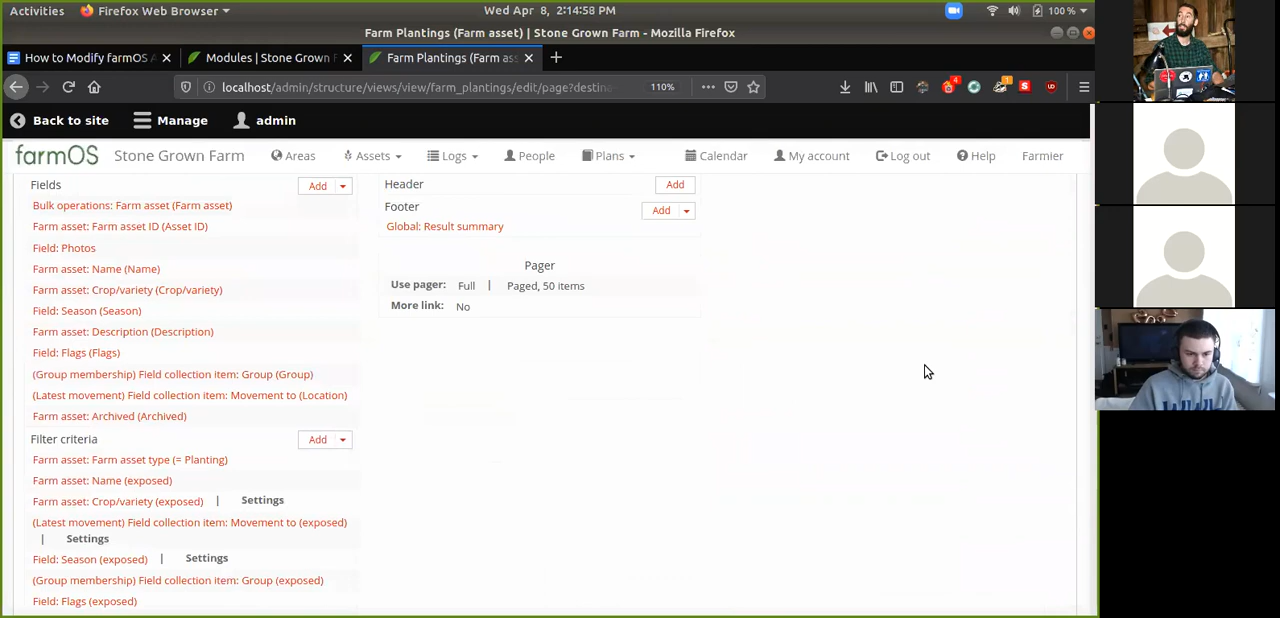 Activities Firefox Web Browser Wed Apr 8, 2:14:58 PM 100 %
Farm Plantings (Farm asset) | Stone Grown Farm - Mozilla Firefox
How to Modify farmOS A Modules | Stone Grown F Farm Plantings (Farm ass
localhost/admin/structure/views/view/farm_plantings/edit/page?destina 110%
Back to site Manage admin
farmOS Stone Grown Farm Areas Assets Logs People Plans Calendar My account Log out Help Farmier
Fields Add
Bulk operations: Farm asset (Farm asset)
Farm asset: Farm asset ID (Asset ID)
Field: Photos
Farm asset: Name (Name)
Farm asset: Crop/variety (Crop/variety)
Field: Season (Season)
Farm asset: Description (Description)
Field: Flags (Flags)
(Group membership) Field collection item: Group (Group)
(Latest movement) Field collection item: Movement to (Location)
Farm asset: Archived (Archived)
Filter criteria Add
Farm asset: Farm asset type (= Planting)
Farm asset: Name (exposed)
Farm asset: Crop/variety (exposed) | Settings
(Latest movement) Field collection item: Movement to (exposed)
| Settings
Field: Season (exposed) | Settings
(Group membership) Field collection item: Group (exposed)
Field: Flags (exposed)
Header Add
Footer Add
Global: Result summary
Pager
Use pager: Full | Paged, 50 items
More link: No